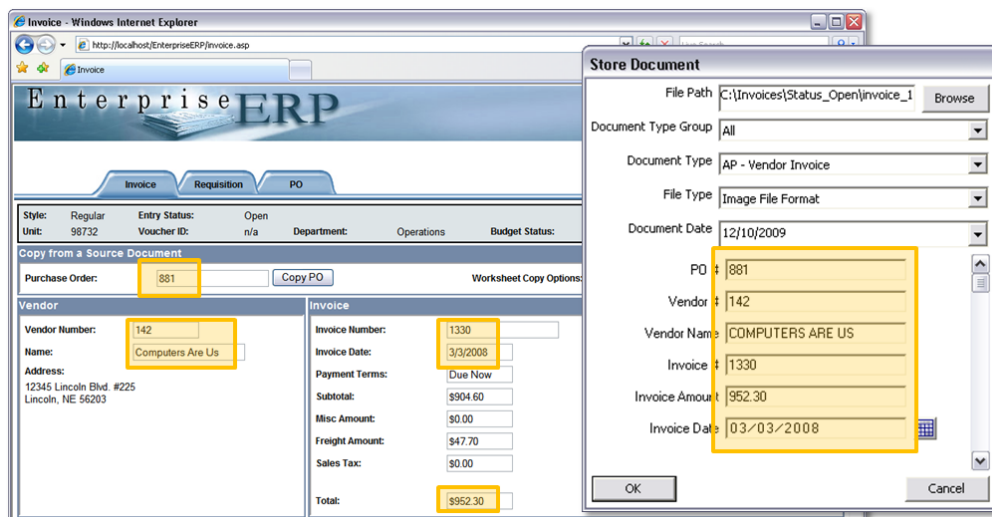 Invoice - Windows Internet Explorer
http://localhost/EnterpriseERP/invoice.asp
Live Search
Invoice
Enterprise ERP
Invoice Requisition PO
Style: Regular Entry Status: Open
Unit: 98732 Voucher ID: n/a Department: Operations Budget Status:
Copy from a Source Document
Purchase Order: 881 Copy PO Worksheet Copy Options:
Vendor
Vendor Number: 142
Name: Computers Are Us
Address:
12345 Lincoln Blvd. #225
Lincoln, NE 56203
Invoice
Invoice Number: 1330
Invoice Date: 3/3/2008
Payment Terms: Due Now
Subtotal: $904.60
Misc Amount: $0.00
Freight Amount: $47.70
Sales Tax: $0.00
Total: $952.30
Store Document
File Path C:\Invoices\Status_Open\invoice_1 Browse
Document Type Group All
Document Type AP - Vendor Invoice
File Type Image File Format
Document Date 12/10/2009
PO # 881
Vendor # 142
Vendor Name COMPUTERS ARE US
Invoice # 1330
Invoice Amount 952.30
Invoice Date 03/03/2008
OK Cancel